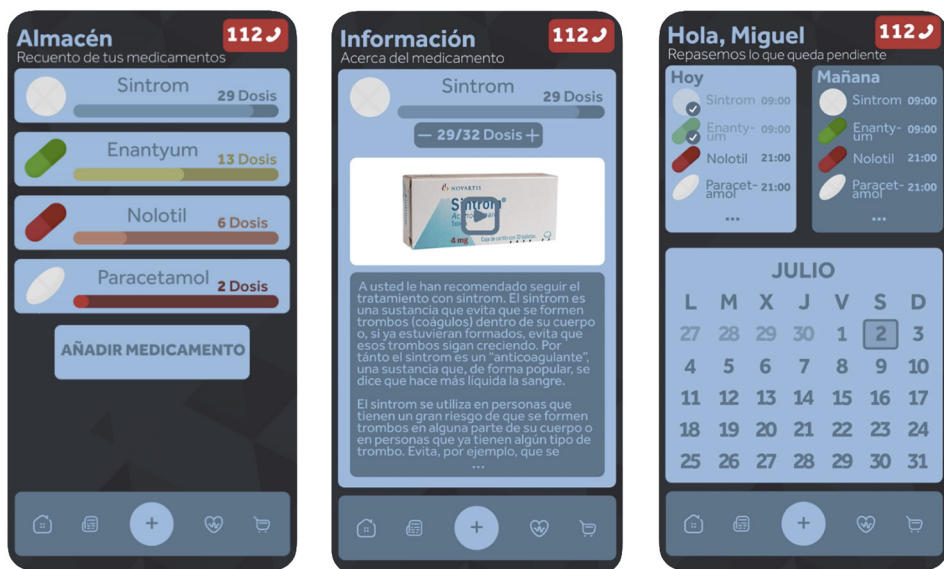 Almacén
112
Recuento de tus medicamentos
Sintrom
29 Dosis
Enantyum
13 Dosis
Nolotil
6 Dosis
Paracetamol
2 Dosis
AÑADIR MEDICAMENTO
Información
112
Acerca del medicamento
Sintrom
29 Dosis
− 29/32 Dosis +
NOVARTIS
Sintrom®
4 mg
A usted le han recomendado seguir el
tratamiento con sintrom. El sintrom es
una sustancia que evita que se formen
trombos (coágulos) dentro de su cuerpo
o, si ya estuvieran formados, evita que
esos trombos sigan creciendo. Por
tánto el sintrom es un "anticoagulante",
una sustancia que, de forma popular, se
dice que hace más líquida la sangre.
El sintrom se utiliza en personas que
tienen un gran riesgo de que se formen
trombos en alguna parte de su cuerpo o
en personas que ya tienen algún tipo de
trombo. Evita, por ejemplo, que se
...
Hola, Miguel
112
Repasemos lo que queda pendiente
Hoy
Sintrom 09:00
Enanty- 09:00
um
Nolotil 21:00
Paracet- 21:00
amol
...
Mañana
Sintrom 09:00
Enanty- 09:00
um
Nolotil 21:00
Paracet- 21:00
amol
...
JULIO
L M X J V S D
27 28 29 30 1 2 3
4 5 6 7 8 9 10
11 12 13 14 15 16 17
18 19 20 21 22 23 24
25 26 27 28 29 30 31